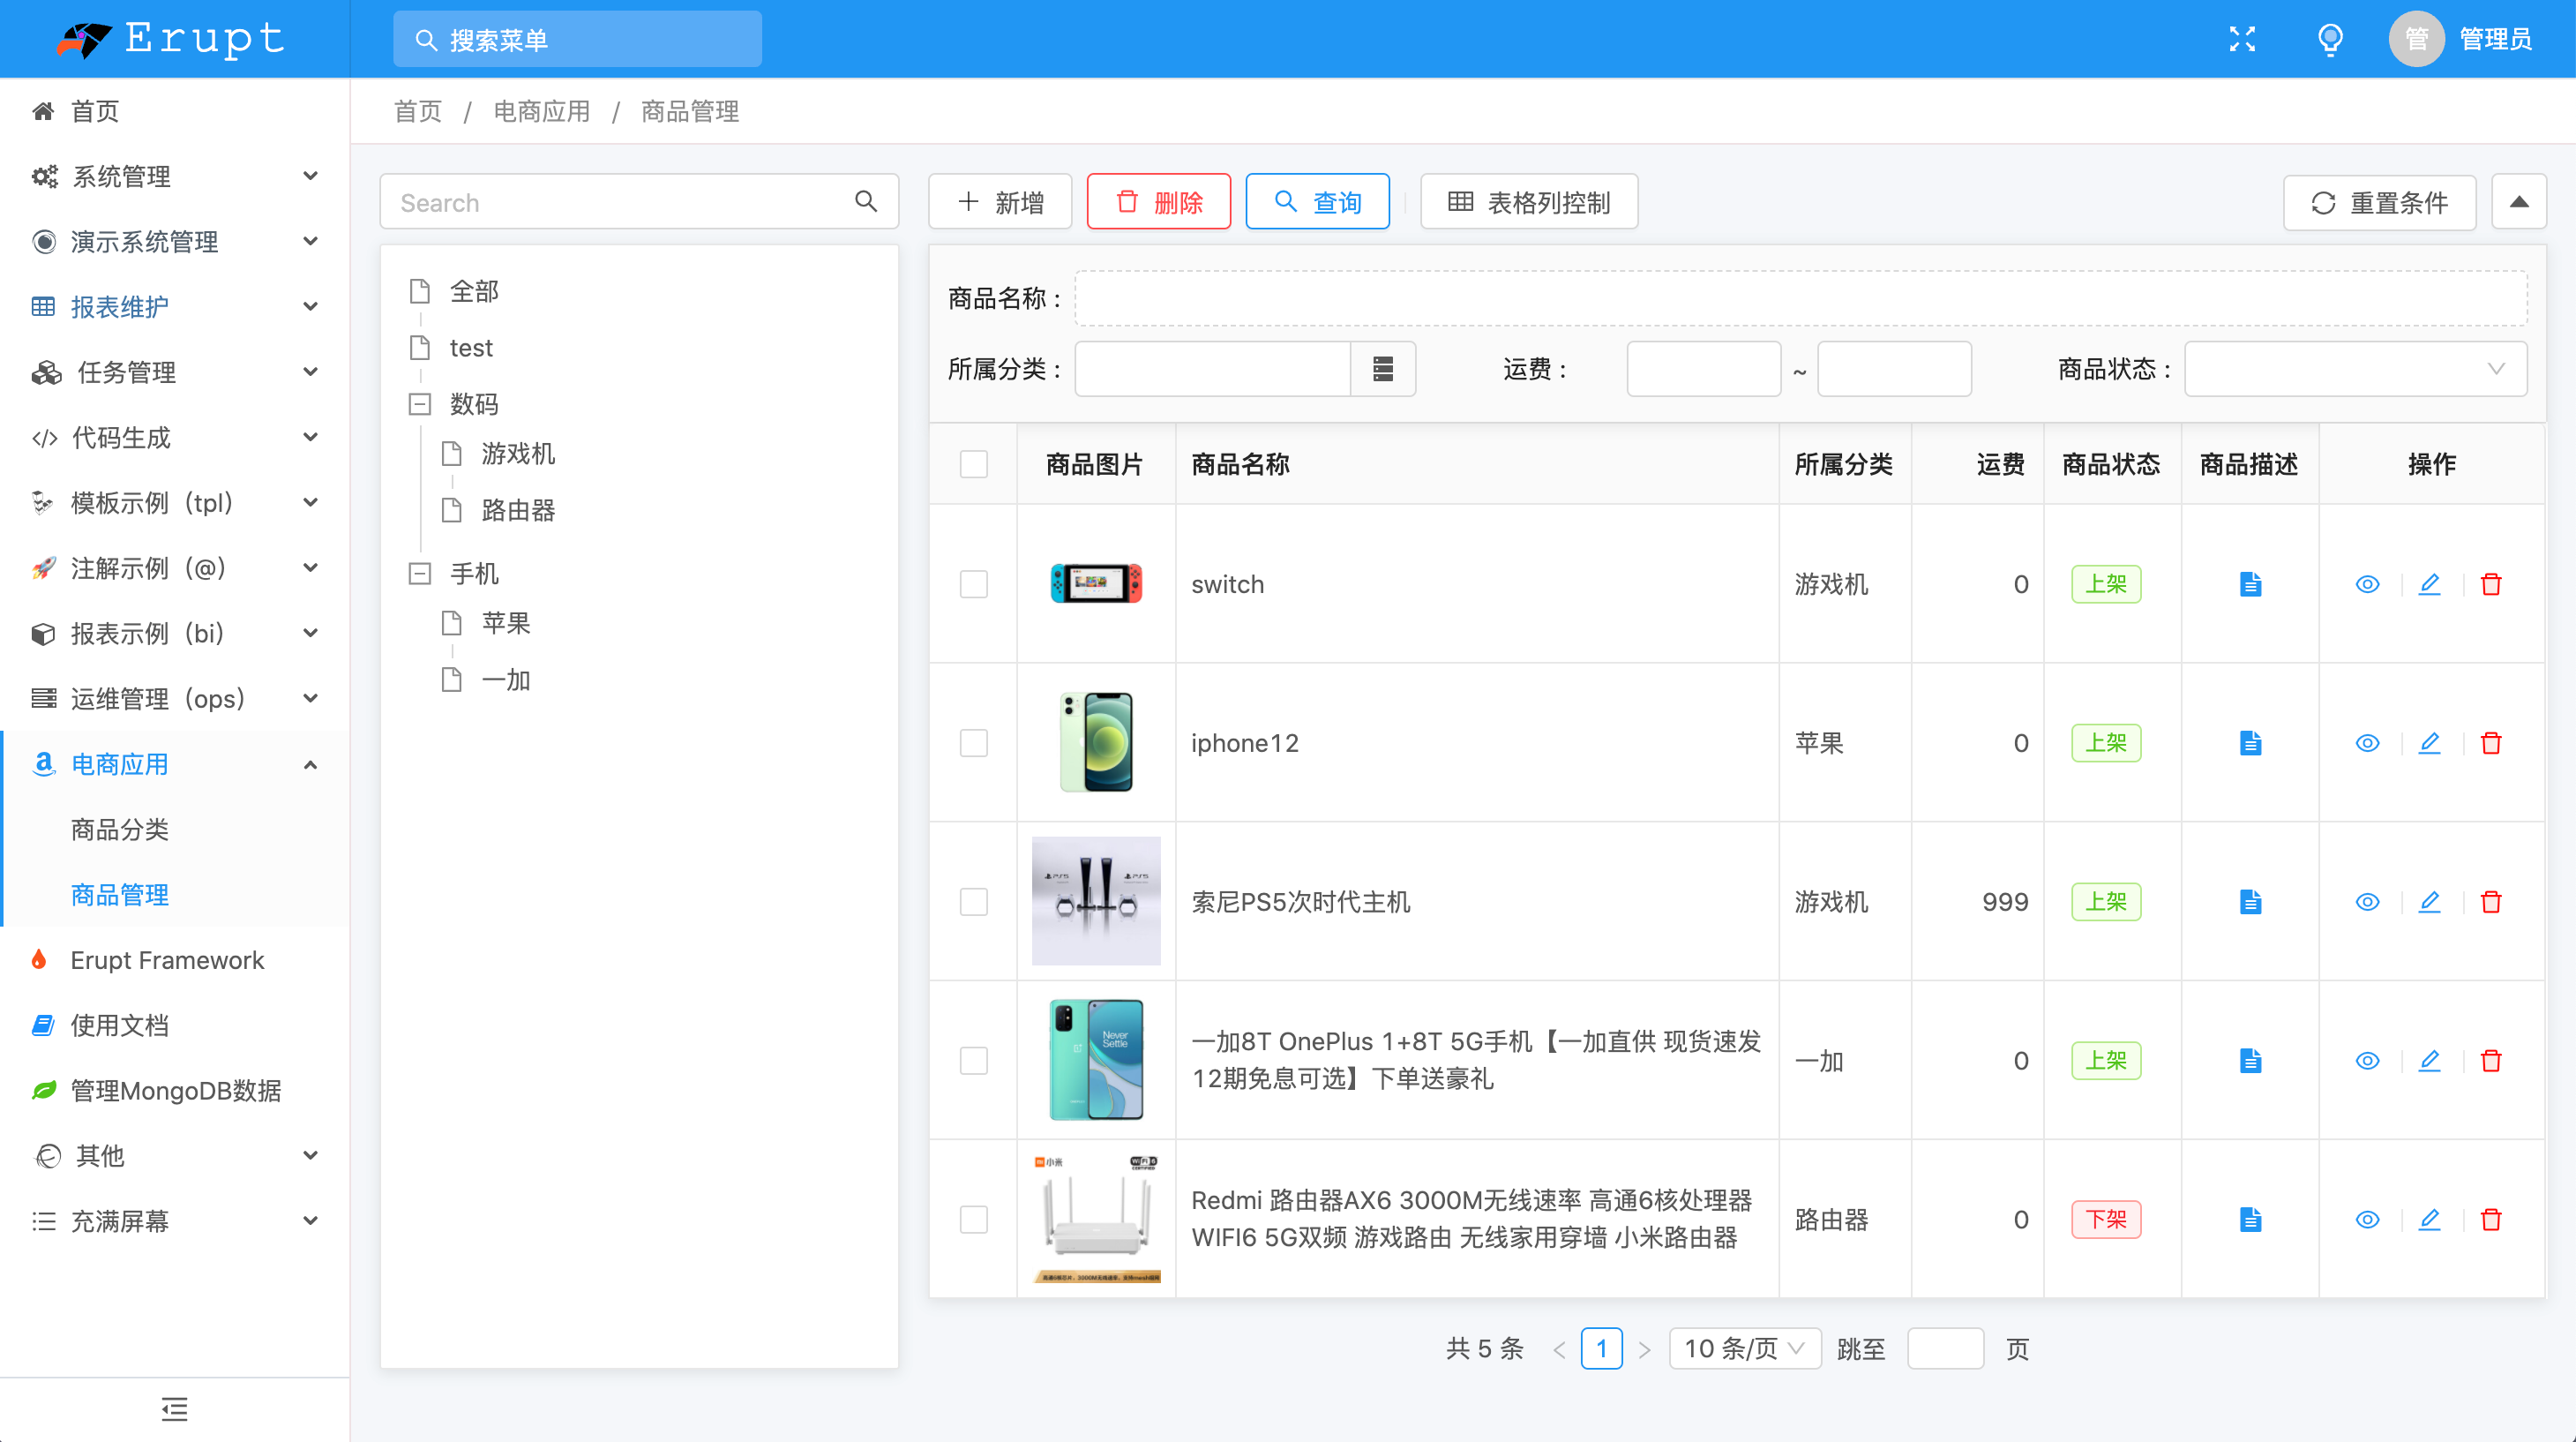 Erupt
搜索菜单
管
管理员
首页
系统管理
演示系统管理
报表维护
任务管理
代码生成
模板示例（tpl）
注解示例（@）
报表示例（bi）
运维管理（ops）
电商应用
商品分类
商品管理
Erupt Framework
使用文档
管理MongoDB数据
其他
充满屏幕
首页 / 电商应用 / 商品管理
Search
全部
test
数码
游戏机
路由器
手机
苹果
一加
新增
删除
查询
表格列控制
重置条件
商品名称：
所属分类：
运费：
~
商品状态：
商品图片 商品名称 所属分类 运费 商品状态 商品描述 操作
switch 游戏机 0 上架
iphone12 苹果 0 上架
PS5 PS5
索尼PS5次时代主机 游戏机 999 上架
Never
Settle
一加8T OnePlus 1+8T 5G手机【一加直供 现货速发
12期免息可选】下单送豪礼
一加 0 上架
小米
Redmi 路由器AX6 3000M无线速率 高通6核处理器
WIFI6 5G双频 游戏路由 无线家用穿墙 小米路由器
路由器 0 下架
共 5 条 < 1 > 10 条/页 跳至 页